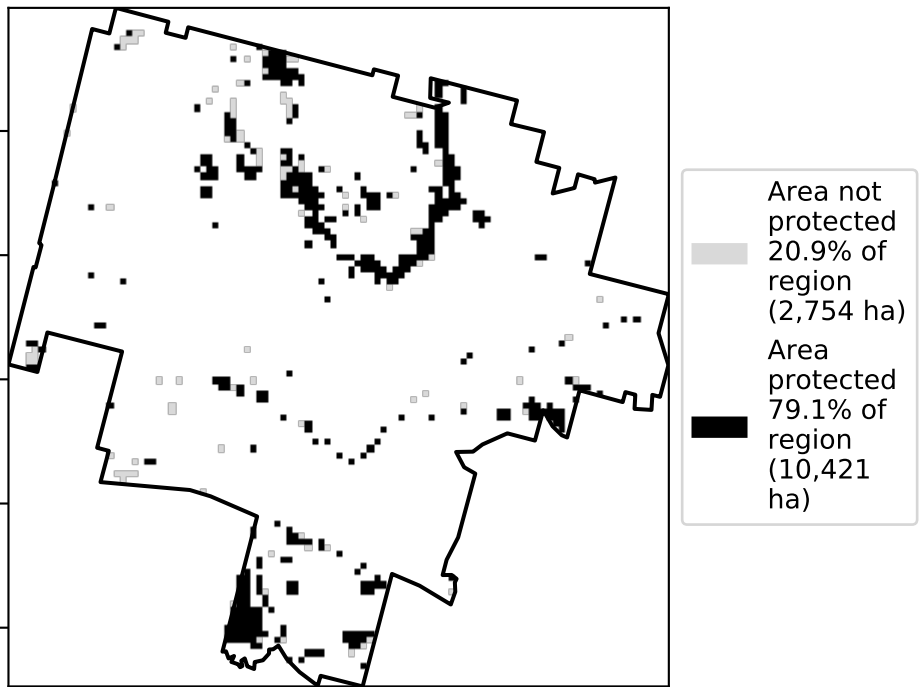 Area not
protected
20.9% of
region
(2,754 ha)
Area
protected
79.1% of
region
(10,421
ha)